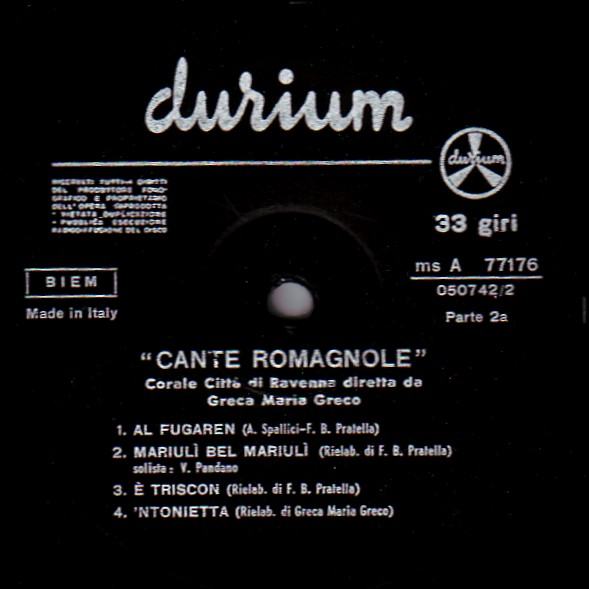 durium
durium
RISERVATI TUTTI I DIRITTI
DEL PRODUTTORE FONO-
GRAFICO E PROPRIETARIO
DELL'OPERA RIPRODOTTA
VIETATA DUPLICAZIONE
PUBBLICA ESECUZIONE
RADIODIFFUSIONE DEL DISCO
33 giri
BIEM
Made in Italy
ms A 77176
050742/2
Parte 2a
"CANTE ROMAGNOLE"
Corale Città di Ravenna diretta da
Greca Maria Greco
1. AL FUGAREN (A. Spallici-F. B. Pratella)
2. MARIULÌ BEL MARIULÌ (Rielab. di F. B. Pratella)
solista: V. Pandano
3. È TRISCON (Rielab. di F. B. Pratella)
4. 'NTONIETTA (Rielab. di Greca Maria Greco)